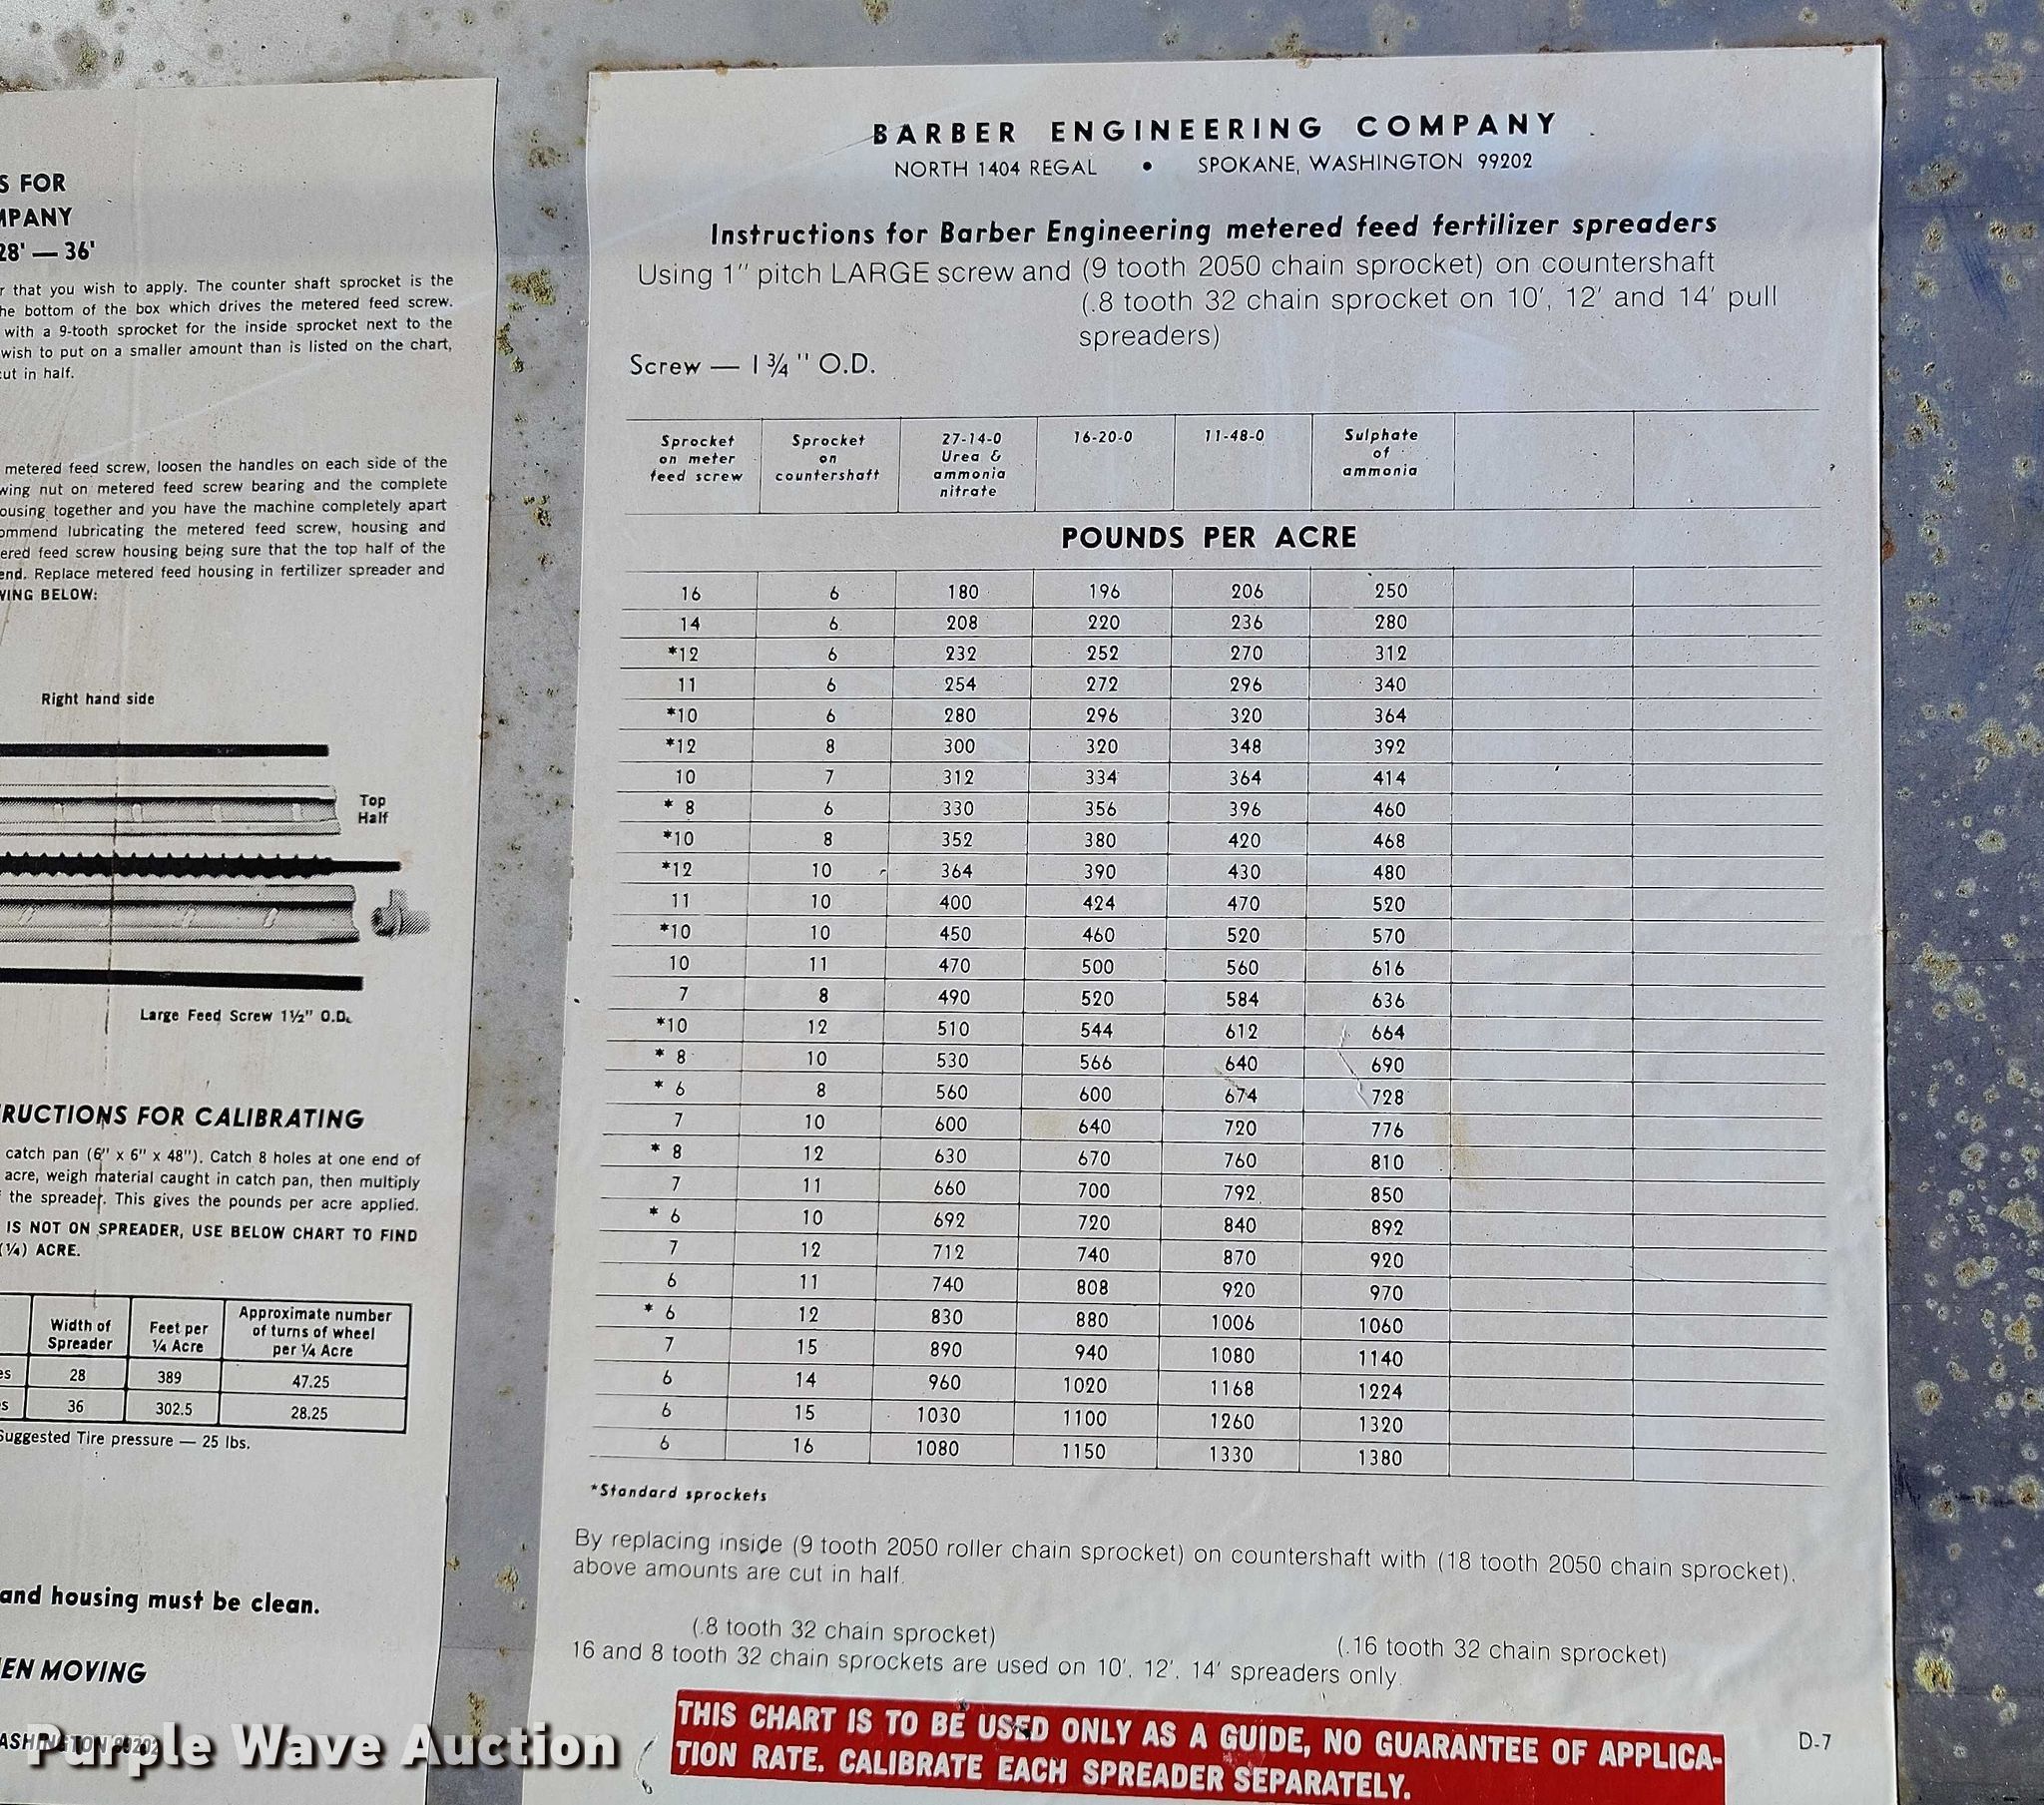 S FOR
MPANY
28' — 36'
r that you wish to apply. The counter shaft sprocket is the
he bottom of the box which drives the metered feed screw.
with a 9-tooth sprocket for the inside sprocket next to the
wish to put on a smaller amount than is listed on the chart,
cut in half.
metered feed screw, loosen the handles on each side of the
wing nut on metered feed screw bearing and the complete
ousing together and you have the machine completely apart
ommend lubricating the metered feed screw, housing and
ered feed screw housing being sure that the top half of the
end. Replace metered feed housing in fertilizer spreader and
WING BELOW:
Right hand side
Top
Half
Large Feed Screw 1½" O.D.
RUCTIONS FOR CALIBRATING
catch pan (6" x 6" x 48"). Catch 8 holes at one end of
acre, weigh material caught in catch pan, then multiply
the spreader. This gives the pounds per acre applied.
IS NOT ON SPREADER, USE BELOW CHART TO FIND
(¼) ACRE.
Width of Spreader Feet per ¼ Acre Approximate number of turns of wheel per ¼ Acre
es 28 389 47.25
s 36 302.5 28.25
Suggested Tire pressure — 25 lbs.
and housing must be clean.
EN MOVING
ASHINGTON 99202
BARBER ENGINEERING COMPANY
NORTH 1404 REGAL • SPOKANE, WASHINGTON 99202
Instructions for Barber Engineering metered feed fertilizer spreaders
Using 1" pitch LARGE screw and (9 tooth 2050 chain sprocket) on countershaft
(.8 tooth 32 chain sprocket on 10', 12' and 14' pull
spreaders)
Screw — 1 ¾" O.D.
Sprocket on meter feed screw Sprocket on countershaft 27-14-0 Urea & ammonia nitrate 16-20-0 11-48-0 Sulphate of ammonia
POUNDS PER ACRE
16 6 180 196 206 250
14 6 208 220 236 280
*12 6 232 252 270 312
11 6 254 272 296 340
*10 6 280 296 320 364
*12 8 300 320 348 392
10 7 312 334 364 414
* 8 6 330 356 396 460
*10 8 352 380 420 468
*12 10 364 390 430 480
11 10 400 424 470 520
*10 10 450 460 520 570
10 11 470 500 560 616
7 8 490 520 584 636
*10 12 510 544 612 664
* 8 10 530 566 640 690
* 6 8 560 600 674 728
7 10 600 640 720 776
* 8 12 630 670 760 810
7 11 660 700 792 850
* 6 10 692 720 840 892
7 12 712 740 870 920
6 11 740 808 920 970
* 6 12 830 880 1006 1060
7 15 890 940 1080 1140
6 14 960 1020 1168 1224
6 15 1030 1100 1260 1320
6 16 1080 1150 1330 1380
*Standard sprockets
By replacing inside (9 tooth 2050 roller chain sprocket) on countershaft with (18 tooth 2050 chain sprocket),
above amounts are cut in half.
(.8 tooth 32 chain sprocket) (.16 tooth 32 chain sprocket)
16 and 8 tooth 32 chain sprockets are used on 10', 12', 14' spreaders only.
THIS CHART IS TO BE USED ONLY AS A GUIDE, NO GUARANTEE OF APPLICA-
TION RATE. CALIBRATE EACH SPREADER SEPARATELY.
D-7
Purple Wave Auction